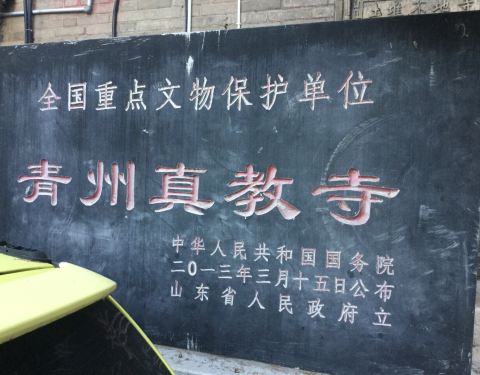 全国重点文物保护单位
青州真教寺
中华人民共和国国务院
二〇一三年三月十五日公布
山东省人民政府立